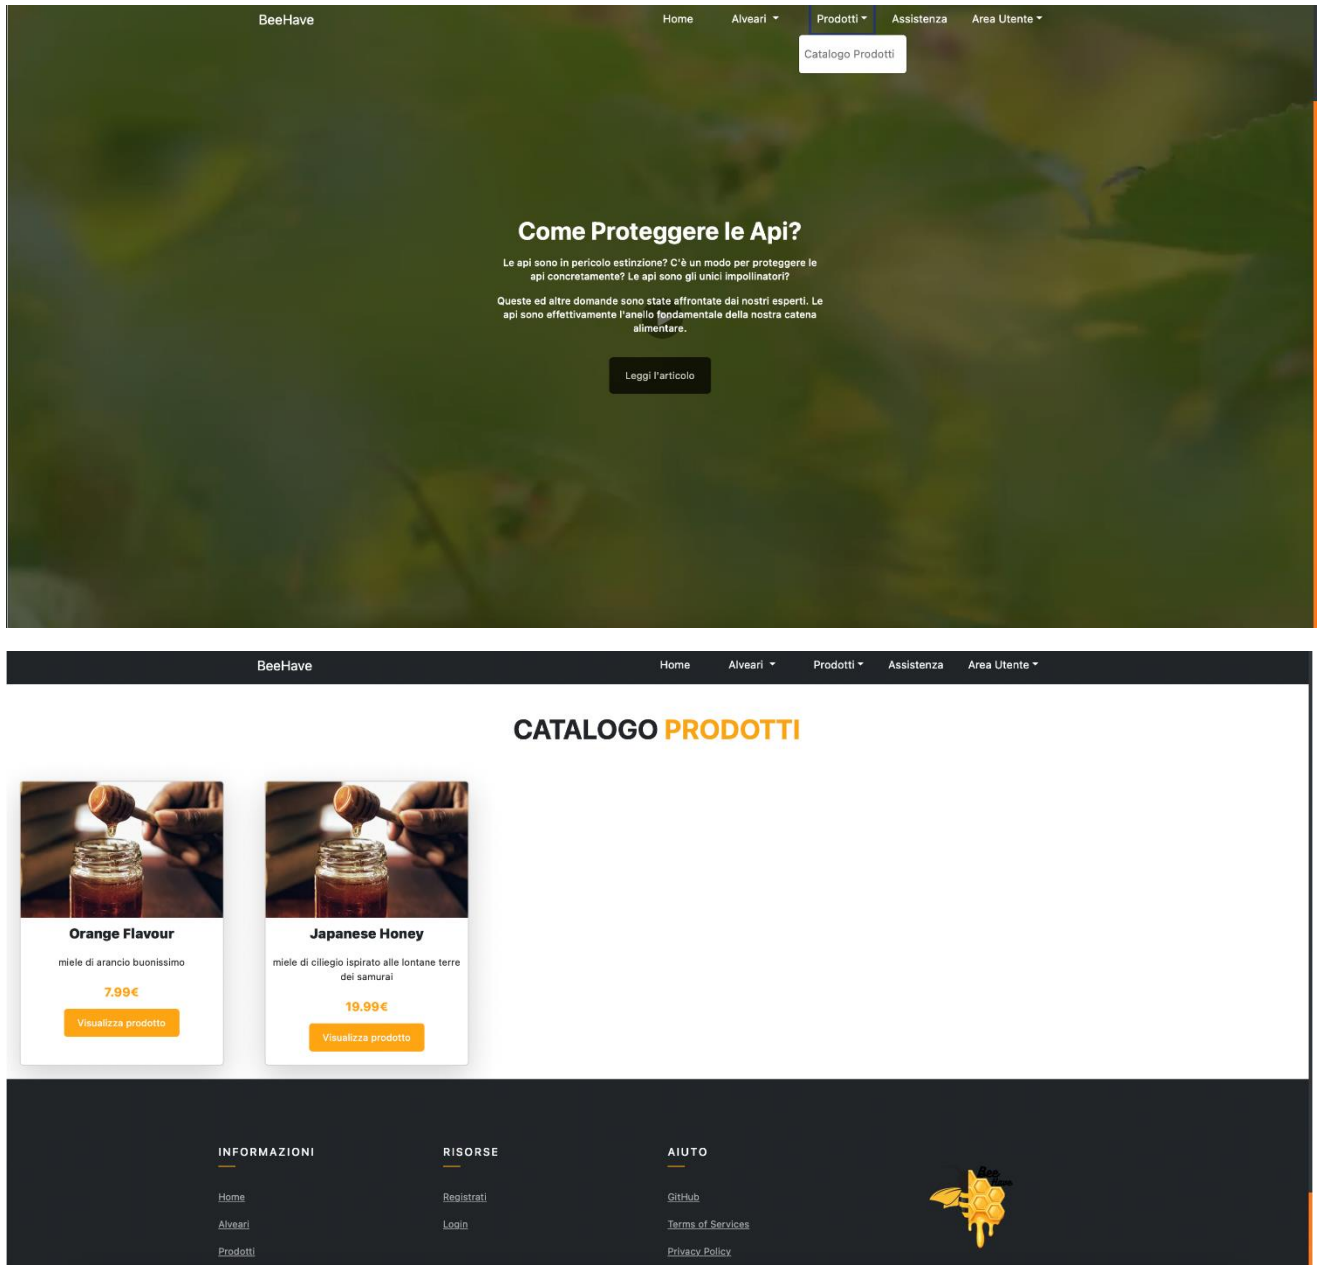 BeeHave
Home Alveari Prodotti Assistenza Area Utente
Catalogo Prodotti
Come Proteggere le Api?
Le api sono in pericolo estinzione? C'è un modo per proteggere le
api concretamente? Le api sono gli unici impollinatori?
Queste ed altre domande sono state affrontate dai nostri esperti. Le
api sono effettivamente l'anello fondamentale della nostra catena
alimentare.
Leggi l'articolo
BeeHave
Home Alveari Prodotti Assistenza Area Utente
CATALOGO PRODOTTI
Orange Flavour
miele di arancio buonissimo
7.99€
Visualizza prodotto
Japanese Honey
miele di ciliegio ispirato alle lontane terre
dei samurai
19.99€
Visualizza prodotto
INFORMAZIONI
Home
Alveari
Prodotti
RISORSE
Registrati
Login
AIUTO
GitHub
Terms of Services
Privacy Policy
Bee
Have